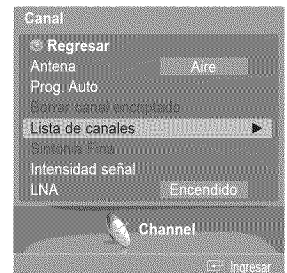 Canal
Regresar
Antena Aire
Prog. Auto
Borrar canal encriptado
Lista de canales
Sintonia Fina
Intensidad señal
LNA Encendido
Channel
Ingresar